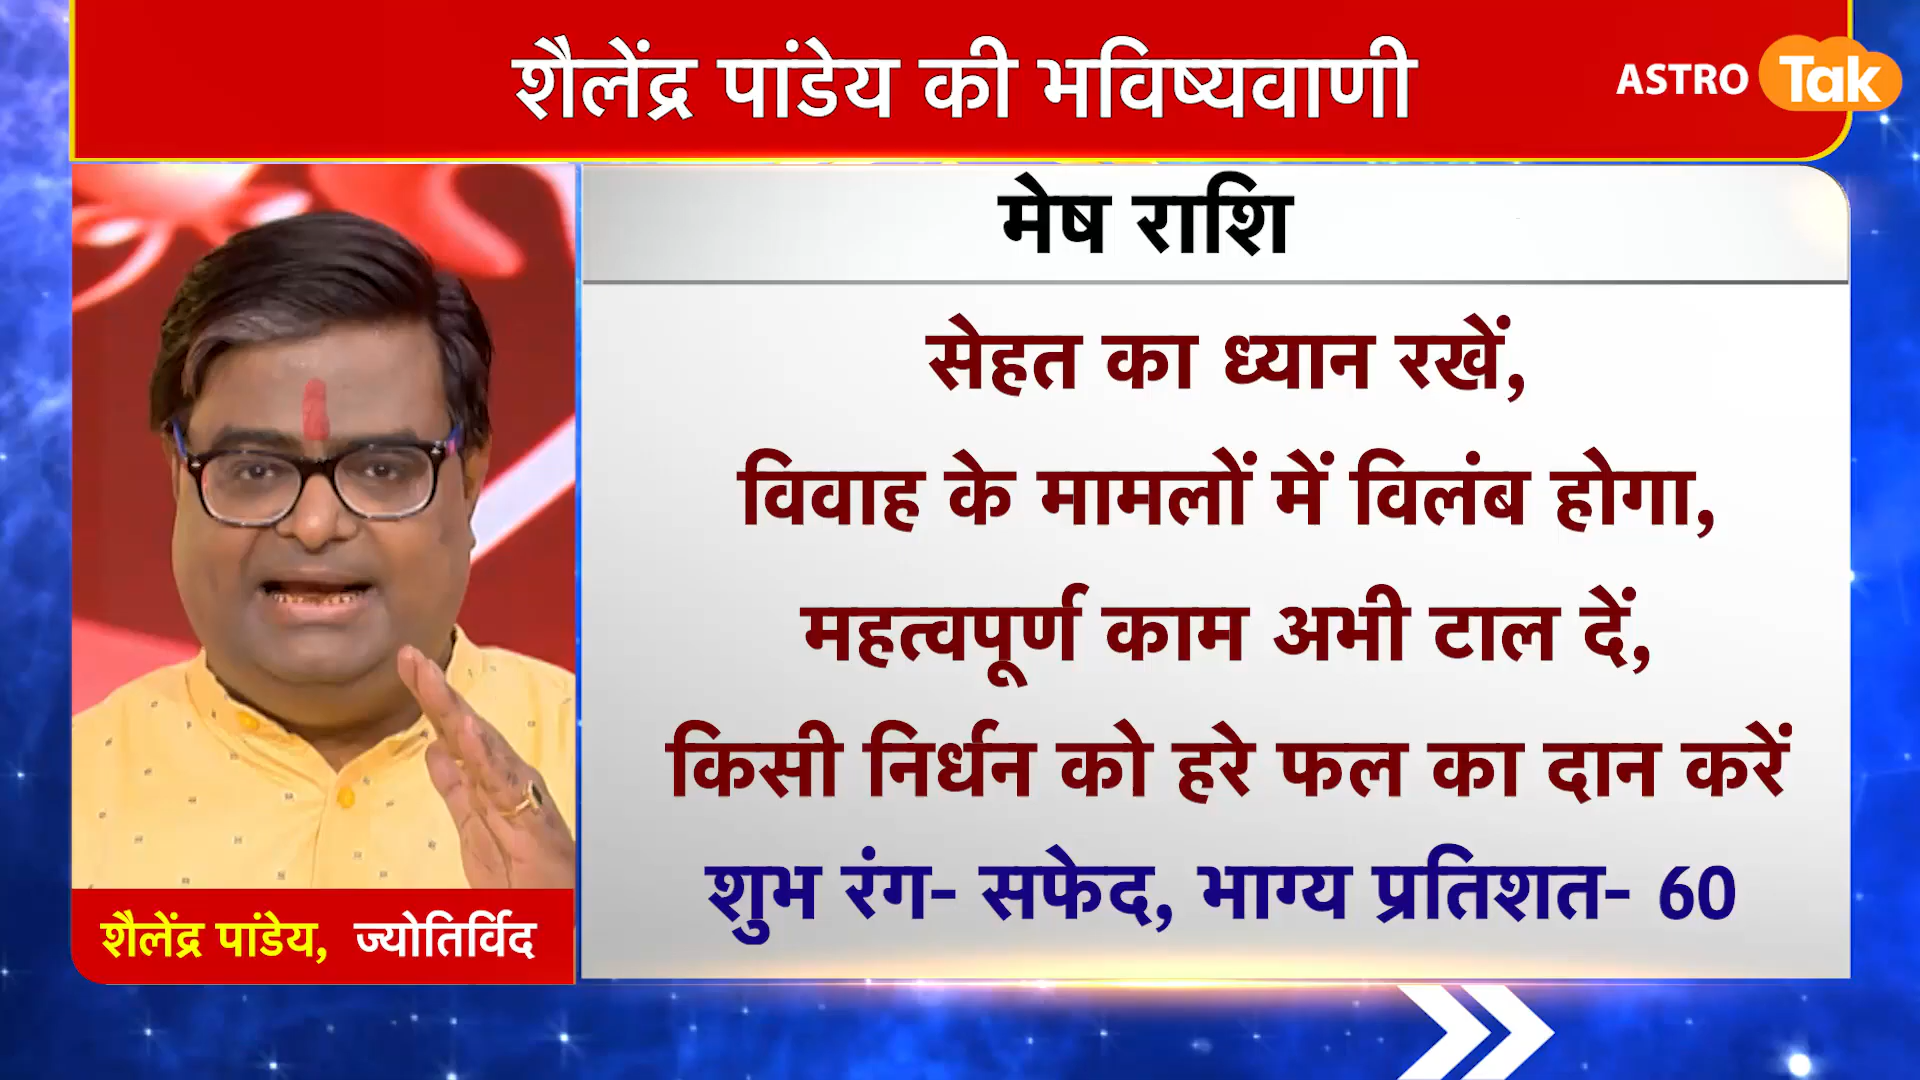 शैलेंद्र पांडेय की भविष्यवाणी
ASTRO Tak
मेष राशि
सेहत का ध्यान रखें,
विवाह के मामलों में विलंब होगा,
महत्वपूर्ण काम अभी टाल दें,
किसी निर्धन को हरे फल का दान करें
शुभ रंग- सफेद, भाग्य प्रतिशत- 60
शैलेंद्र पांडेय, ज्योतिर्विद